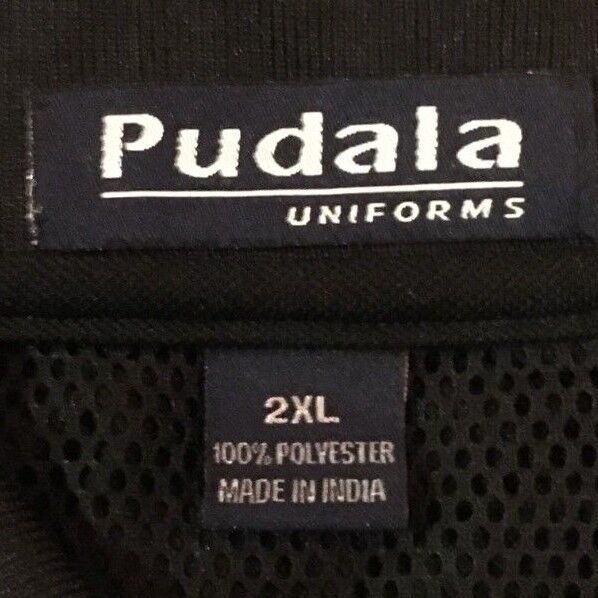 Pudala
UNIFORMS
2XL
100% POLYESTER
MADE IN INDIA